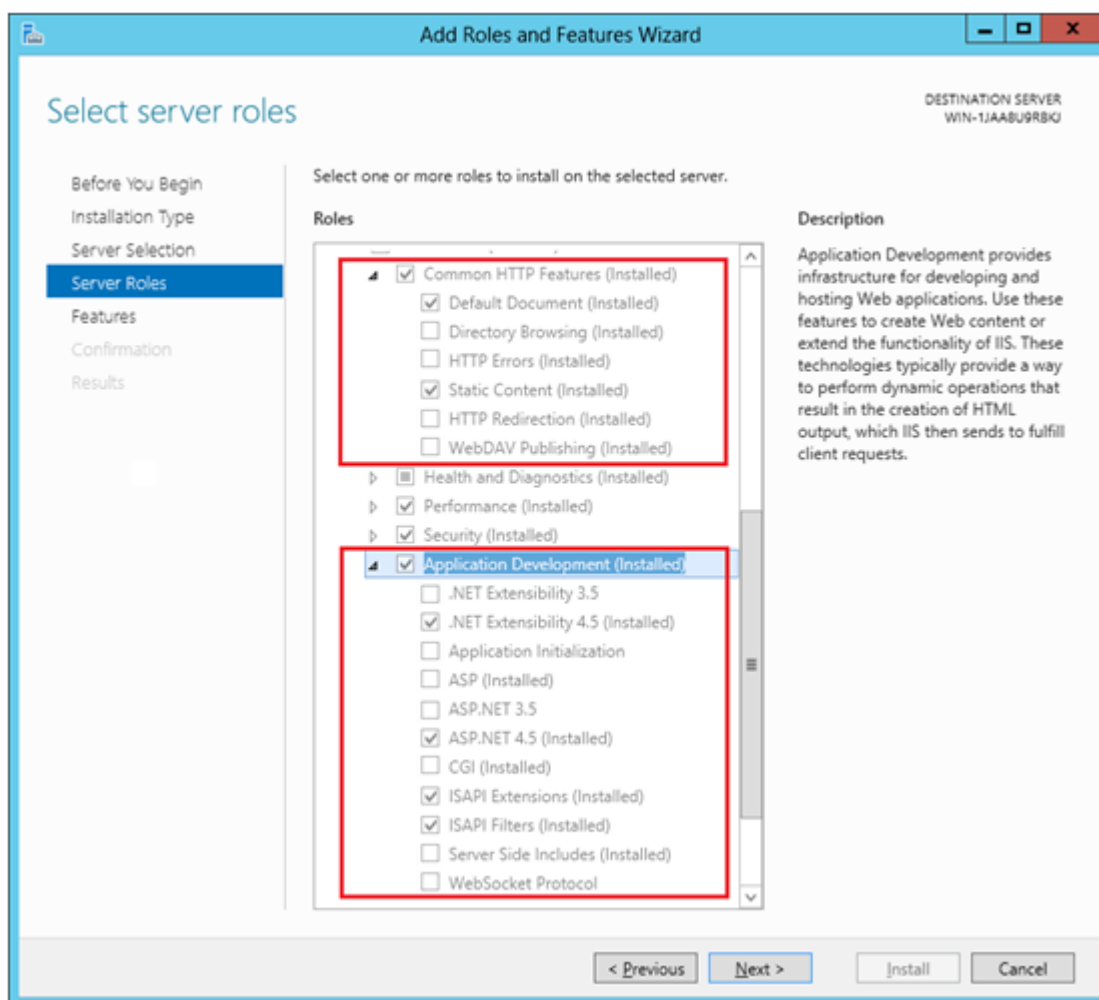 Add Roles and Features Wizard
Select server roles
DESTINATION SERVER
WIN-1JAABU9RBKJ
Before You Begin
Installation Type
Server Selection
Server Roles
Features
Confirmation
Results
Select one or more roles to install on the selected server.
Roles
Common HTTP Features (Installed)
Default Document (Installed)
Directory Browsing (Installed)
HTTP Errors (Installed)
Static Content (Installed)
HTTP Redirection (Installed)
WebDAV Publishing (Installed)
Health and Diagnostics (Installed)
Performance (Installed)
Security (Installed)
Application Development (Installed)
.NET Extensibility 3.5
.NET Extensibility 4.5 (Installed)
Application Initialization
ASP (Installed)
ASP.NET 3.5
ASP.NET 4.5 (Installed)
CGI (Installed)
ISAPI Extensions (Installed)
ISAPI Filters (Installed)
Server Side Includes (Installed)
WebSocket Protocol
Description
Application Development provides
infrastructure for developing and
hosting Web applications. Use these
features to create Web content or
extend the functionality of IIS. These
technologies typically provide a way
to perform dynamic operations that
result in the creation of HTML
output, which IIS then sends to fulfill
client requests.
< Previous
Next >
Install
Cancel